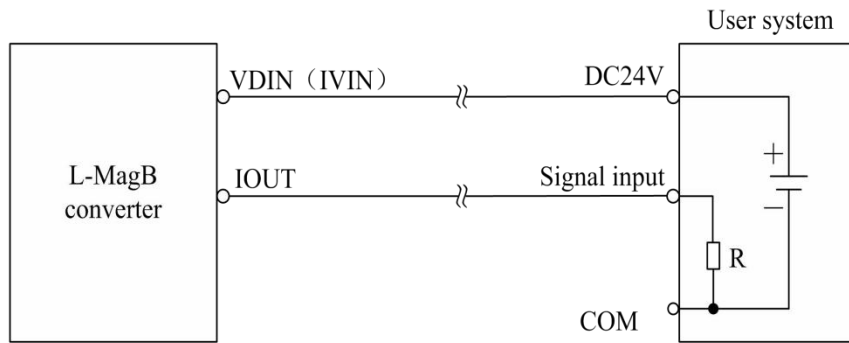 User system
VDIN（IVIN）
DC24V
+
L-MagB
converter
IOUT
Signal input
−
R
COM